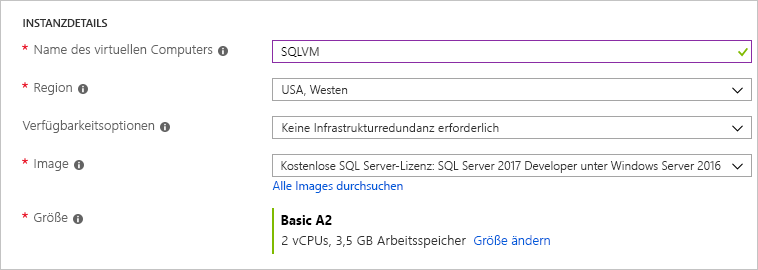 INSTANZDETAILS
* Name des virtuellen Computers
SQLVM
* Region
USA, Westen
Verfügbarkeitsoptionen
Keine Infrastrukturredundanz erforderlich
* Image
Kostenlose SQL Server-Lizenz: SQL Server 2017 Developer unter Windows Server 2016
Alle Images durchsuchen
* Größe
Basic A2
2 vCPUs, 3,5 GB Arbeitsspeicher Größe ändern